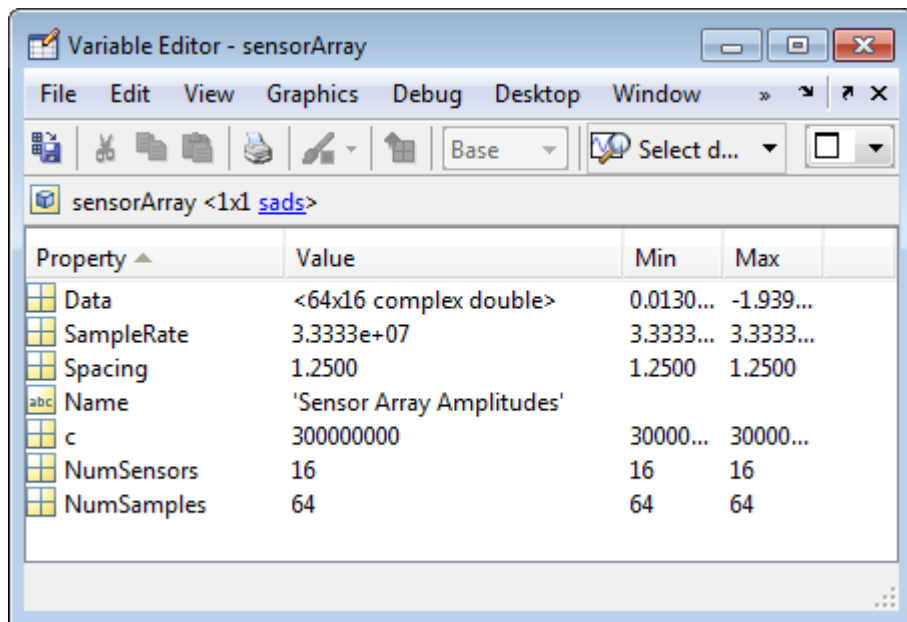 Variable Editor - sensorArray
File Edit View Graphics Debug Desktop Window »
Base Select d...
sensorArray <1x1 sads>
Property Value Min Max
Data <64x16 complex double> 0.0130... -1.939...
SampleRate 3.3333e+07 3.3333... 3.3333...
Spacing 1.2500 1.2500 1.2500
abc Name 'Sensor Array Amplitudes'
c 300000000 30000... 30000...
NumSensors 16 16 16
NumSamples 64 64 64